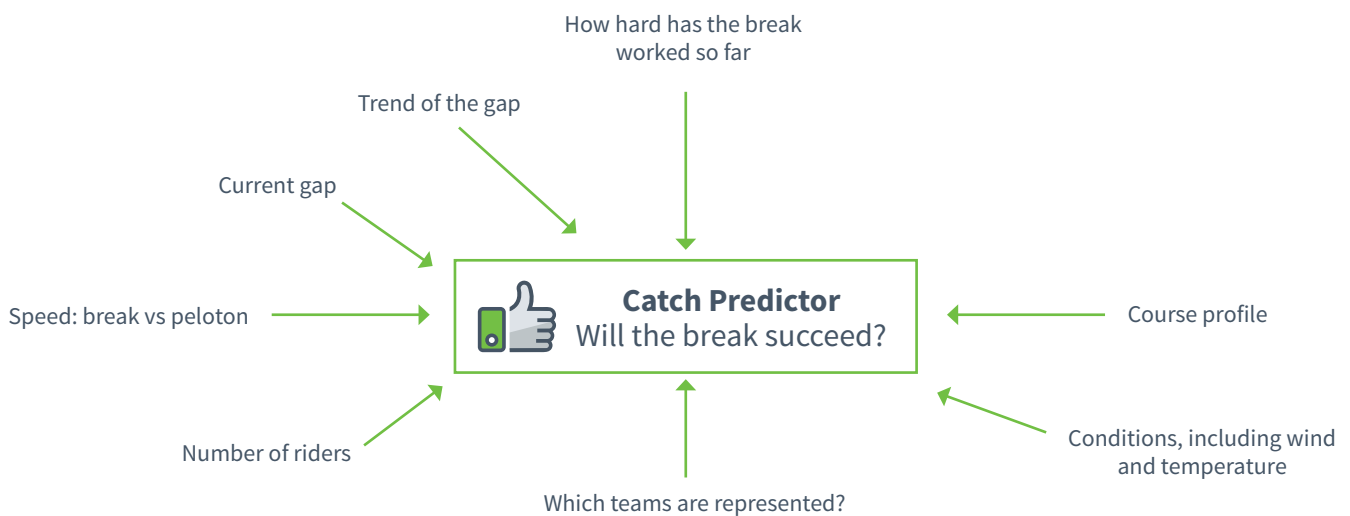 How hard has the break
worked so far
Trend of the gap
Current gap
Speed: break vs peloton
Catch Predictor
Will the break succeed?
Course profile
Number of riders
Conditions, including wind
and temperature
Which teams are represented?